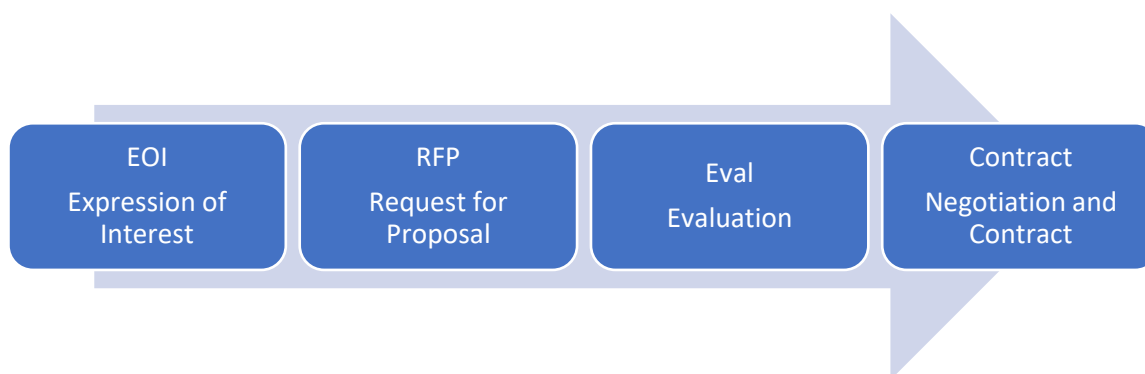 EOI
Expression of
Interest
RFP
Request for
Proposal
Eval
Evaluation
Contract
Negotiation and
Contract